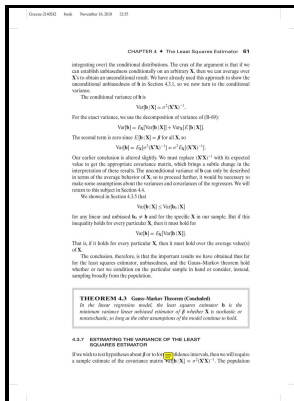 Greene-2140242 book November 16, 2010 21:55
CHAPTER 4 ✦ The Least Squares Estimator 61
integrating over) the conditional distributions. The crux of the argument is that if we
can establish unbiasedness conditionally on an arbitrary X, then we can average over
X's to obtain an unconditional result. We have already used this approach to show the
unconditional unbiasedness of b in Section 4.3.1, so we now turn to the conditional
variance.
The conditional variance of b is
Var[b | X] = σ²(X′X)⁻¹.
For the exact variance, we use the decomposition of variance of (B-69):
Var[b] = E_X[Var[b | X]] + Var_X[E[b | X]].
The second term is zero since E[b | X] = β for all X, so
Var[b] = E_X[σ²(X′X)⁻¹] = σ²E_X[(X′X)⁻¹].
Our earlier conclusion is altered slightly. We must replace (X′X)⁻¹ with its expected
value to get the appropriate covariance matrix, which brings a subtle change in the
interpretation of these results. The unconditional variance of b can only be described
in terms of the average behavior of X, so to proceed further, it would be necessary to
make some assumptions about the variances and covariances of the regressors. We will
return to this subject in Section 4.4.
We showed in Section 4.3.5 that
Var[b | X] ≤ Var[b₀ | X]
for any linear and unbiased b₀ ≠ b and for the specific X in our sample. But if this
inequality holds for every particular X, then it must hold for
Var[b] = E_X[Var[b | X]].
That is, if it holds for every particular X, then it must hold over the average value(s)
of X.
The conclusion, therefore, is that the important results we have obtained thus far
for the least squares estimator, unbiasedness, and the Gauss–Markov theorem hold
whether or not we condition on the particular sample in hand or consider, instead,
sampling broadly from the population.
THEOREM 4.3 Gauss–Markov Theorem (Concluded)
In the linear regression model, the least squares estimator b is the
minimum variance linear unbiased estimator of β whether X is stochastic or
nonstochastic, so long as the other assumptions of the model continue to hold.
4.3.7 ESTIMATING THE VARIANCE OF THE LEAST
SQUARES ESTIMATOR
If we wish to test hypotheses about β or to fidence intervals, then we will require
a sample estimate of the covariance matrix Var[b | X] = σ²(X′X)⁻¹. The population